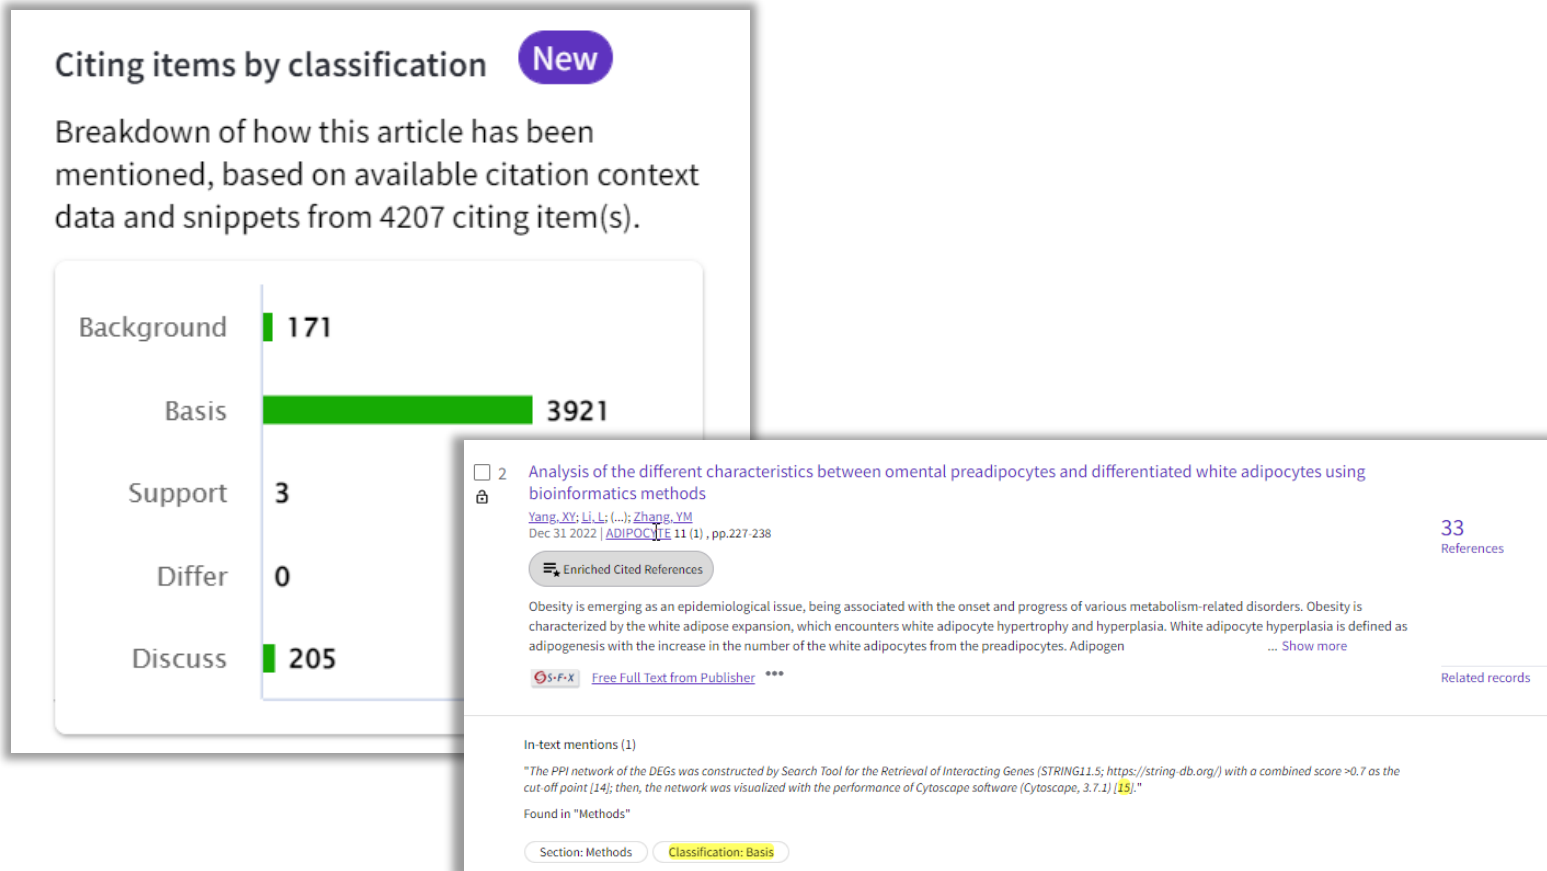 Citing items by classification New
Breakdown of how this article has been
mentioned, based on available citation context
data and snippets from 4207 citing item(s).
Background 171
Basis 3921
Support 3
Differ 0
Discuss 205
2 Analysis of the different characteristics between omental preadipocytes and differentiated white adipocytes using
bioinformatics methods
Yang, XY; Li, L; (...); Zhang, YM
Dec 31 2022 | ADIPOCYTE 11 (1) , pp.227-238
33
References
Enriched Cited References
Obesity is emerging as an epidemiological issue, being associated with the onset and progress of various metabolism-related disorders. Obesity is
characterized by the white adipose expansion, which encounters white adipocyte hypertrophy and hyperplasia. White adipocyte hyperplasia is defined as
adipogenesis with the increase in the number of the white adipocytes from the preadipocytes. Adipogen ... Show more
S·F·X Free Full Text from Publisher •••
Related records
In-text mentions (1)
"The PPI network of the DEGs was constructed by Search Tool for the Retrieval of Interacting Genes (STRING11.5; https://string-db.org/) with a combined score >0.7 as the
cut-off point [14]; then, the network was visualized with the performance of Cytoscape software (Cytoscape, 3.7.1) [15]."
Found in "Methods"
Section: Methods Classification: Basis